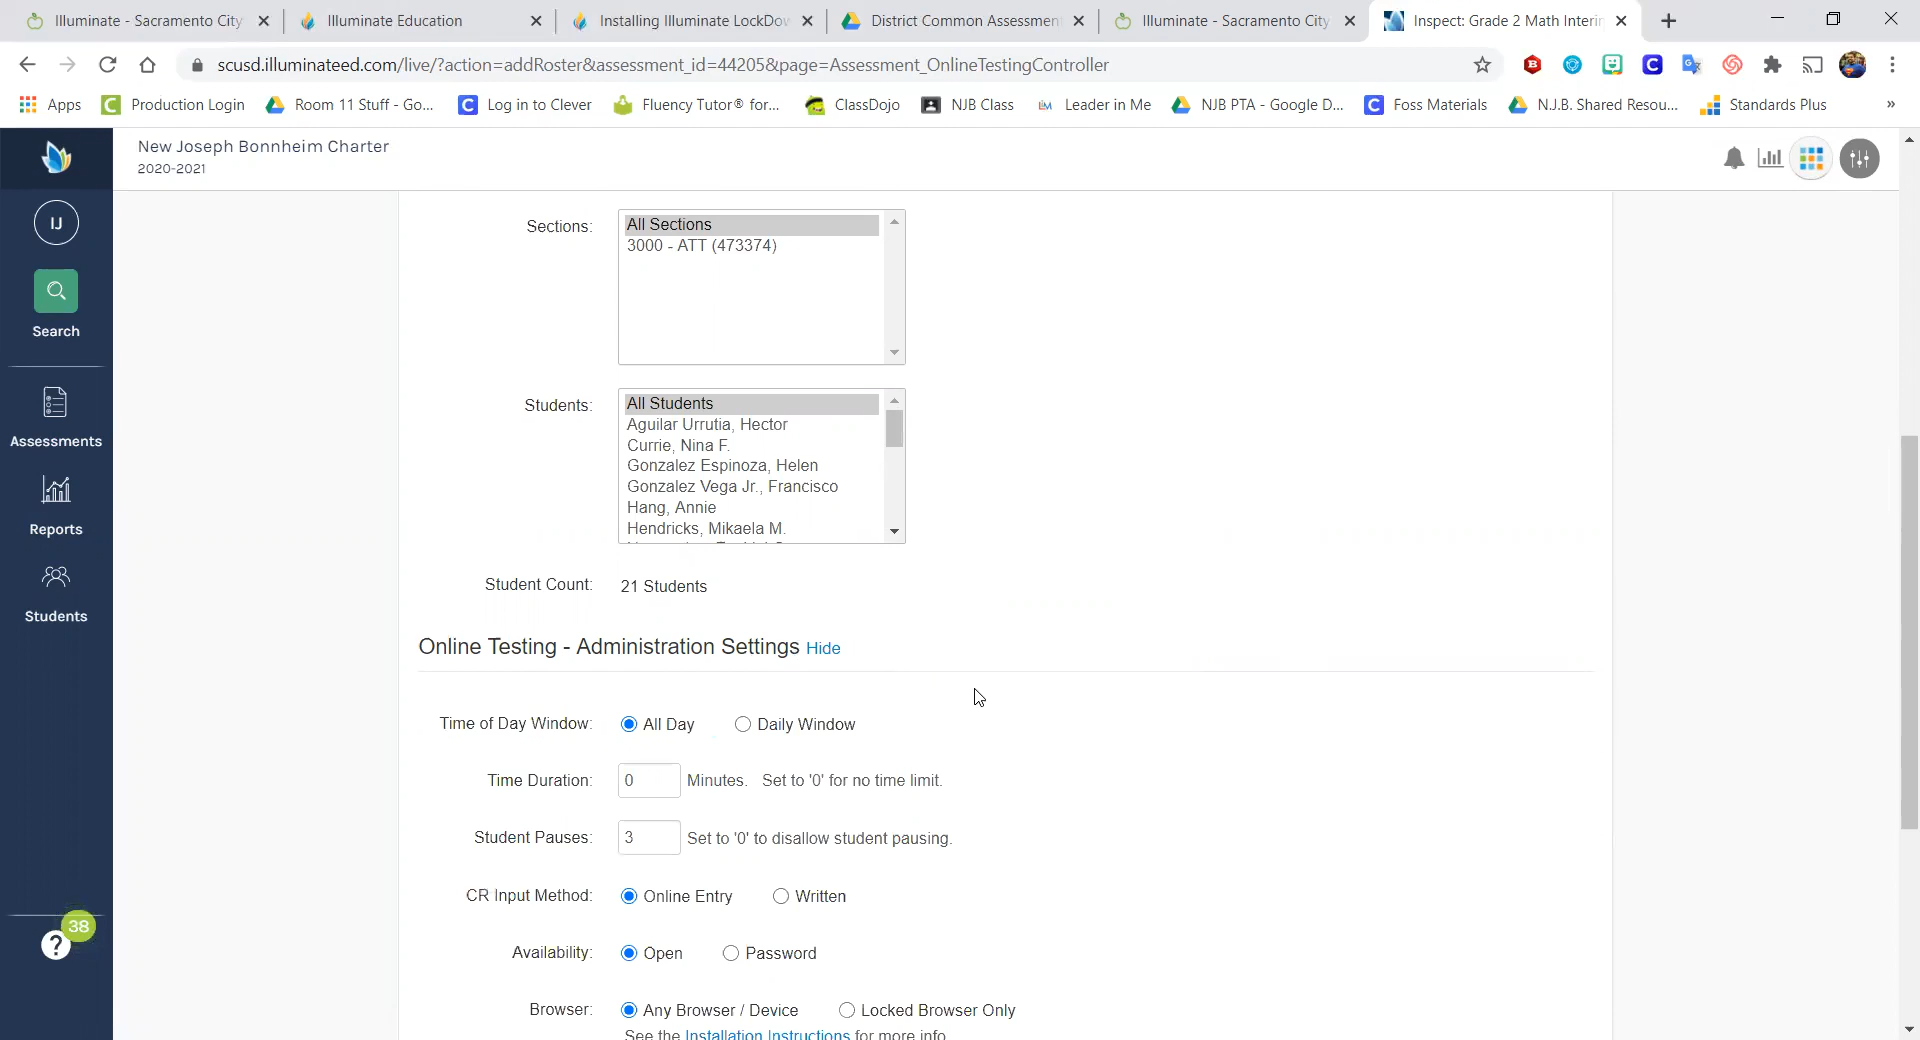 Illuminate - Sacramento City
Illuminate Education
Installing Illuminate LockDov
District Common Assessmen
Illuminate - Sacramento City
Inspect: Grade 2 Math Interin
scusd.illuminateed.com/live/?action=addRoster&assessment_id=44205&page=Assessment_OnlineTestingController
Apps
Production Login
Room 11 Stuff - Go...
Log in to Clever
Fluency Tutor® for...
ClassDojo
NJB Class
Leader in Me
NJB PTA - Google D...
Foss Materials
N.J.B. Shared Resou...
Standards Plus
»
New Joseph Bonnheim Charter
2020-2021
IJ
Search
Assessments
Reports
Students
38
?
Sections:
All Sections
3000 - ATT (473374)
Students:
All Students
Aguilar Urrutia, Hector
Currie, Nina F.
Gonzalez Espinoza, Helen
Gonzalez Vega Jr., Francisco
Hang, Annie
Hendricks, Mikaela M.
Student Count: 21 Students
Online Testing - Administration Settings Hide
Time of Day Window: All Day Daily Window
Time Duration: 0 Minutes. Set to '0' for no time limit.
Student Pauses: 3 Set to '0' to disallow student pausing.
CR Input Method: Online Entry Written
Availability: Open Password
Browser: Any Browser / Device Locked Browser Only
See the Installation Instructions for more info.